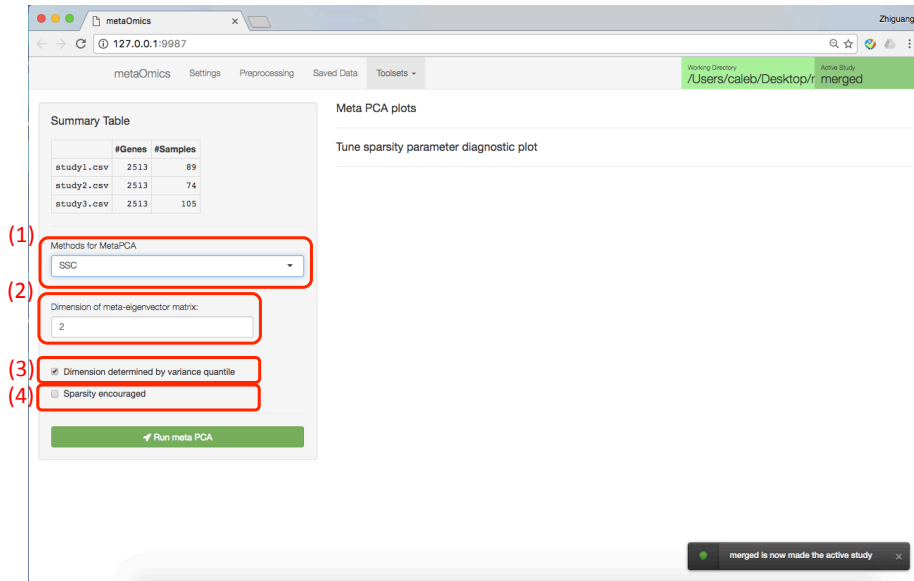 metaOmics
Zhiguang
127.0.0.1:9987
metaOmics Settings Preprocessing Saved Data Toolsets
Working Directory
/Users/caleb/Desktop/r
Active Study
merged
Summary Table
#Genes #Samples
study1.csv 2513 89
study2.csv 2513 74
study3.csv 2513 105
(1)
Methods for MetaPCA
SSC
(2)
Dimension of meta-eigenvector matrix:
2
(3)
Dimension determined by variance quantile
(4)
Sparsity encouraged
Run meta PCA
Meta PCA plots
Tune sparsity parameter diagnostic plot
merged is now made the active study